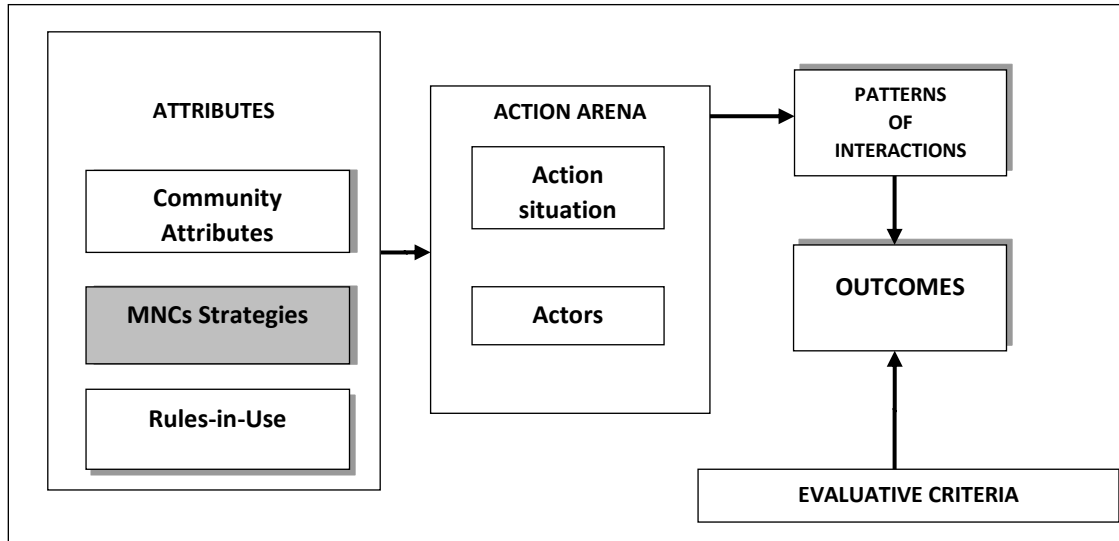 ATTRIBUTES
Community
Attributes
MNCs Strategies
Rules-in-Use
ACTION ARENA
Action
situation
Actors
PATTERNS
OF
INTERACTIONS
OUTCOMES
EVALUATIVE CRITERIA